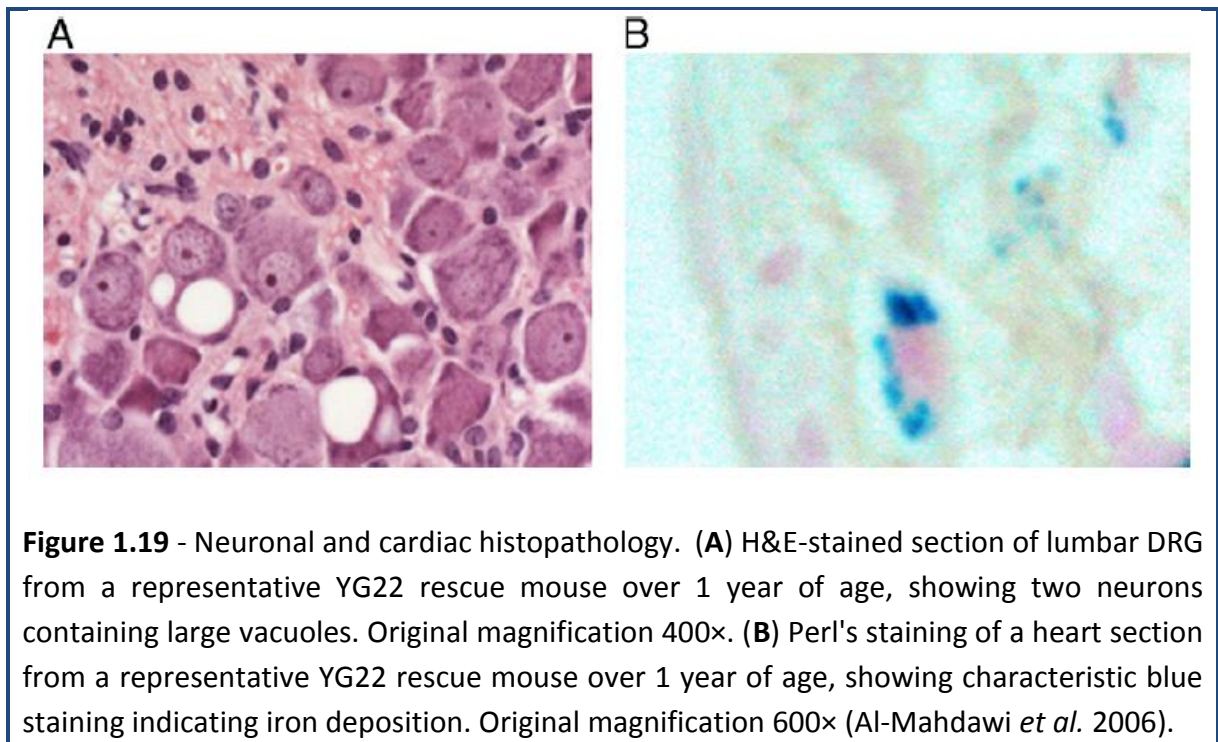 A
B
Figure 1.19 - Neuronal and cardiac histopathology. (A) H&E-stained section of lumbar DRG
from a representative YG22 rescue mouse over 1 year of age, showing two neurons
containing large vacuoles. Original magnification 400×. (B) Perl's staining of a heart section
from a representative YG22 rescue mouse over 1 year of age, showing characteristic blue
staining indicating iron deposition. Original magnification 600× (Al-Mahdawi et al. 2006).